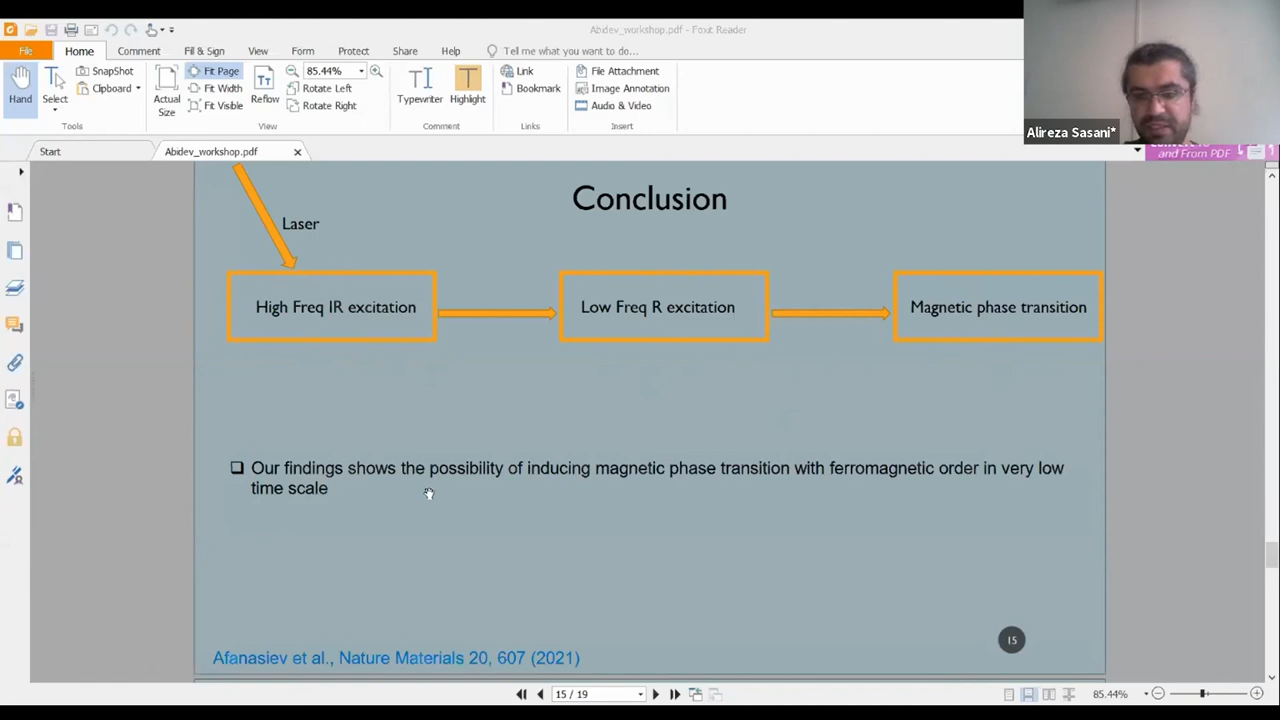 Abidev_workshop.pdf - Foxit Reader
File Home Comment Fill & Sign View Form Protect Share Help Tell me what you want to do...
Hand
Select
SnapShot
Clipboard
Tools
Actual Size
Fit Page
Fit Width
Fit Visible
Reflow
85.44%
Rotate Left
Rotate Right
View
Typewriter
Highlight
Comment
Link
Bookmark
Links
File Attachment
Image Annotation
Audio & Video
Insert
Alireza Sasani*
and From PDF
Start
Abidev_workshop.pdf
Conclusion
Laser
High Freq IR excitation
Low Freq R excitation
Magnetic phase transition
Our findings shows the possibility of inducing magnetic phase transition with ferromagnetic order in very low
time scale
15
Afanasiev et al., Nature Materials 20, 607 (2021)
15 / 19
85.44%